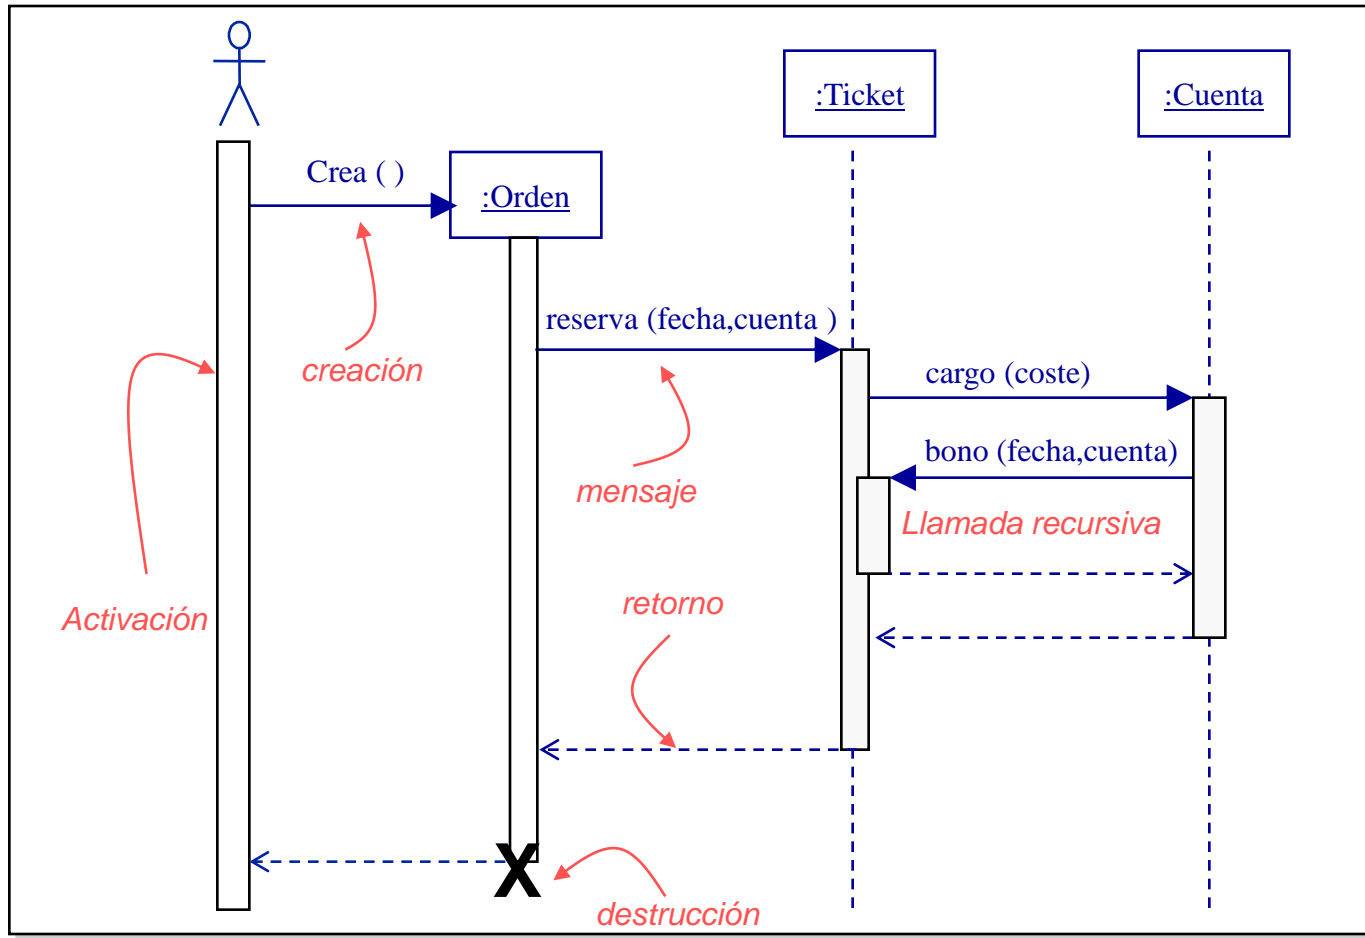 :Ticket
:Cuenta
Crea ( )
:Orden
reserva (fecha,cuenta )
creación
cargo (coste)
bono (fecha,cuenta)
mensaje
Llamada recursiva
retorno
Activación
X
destrucción